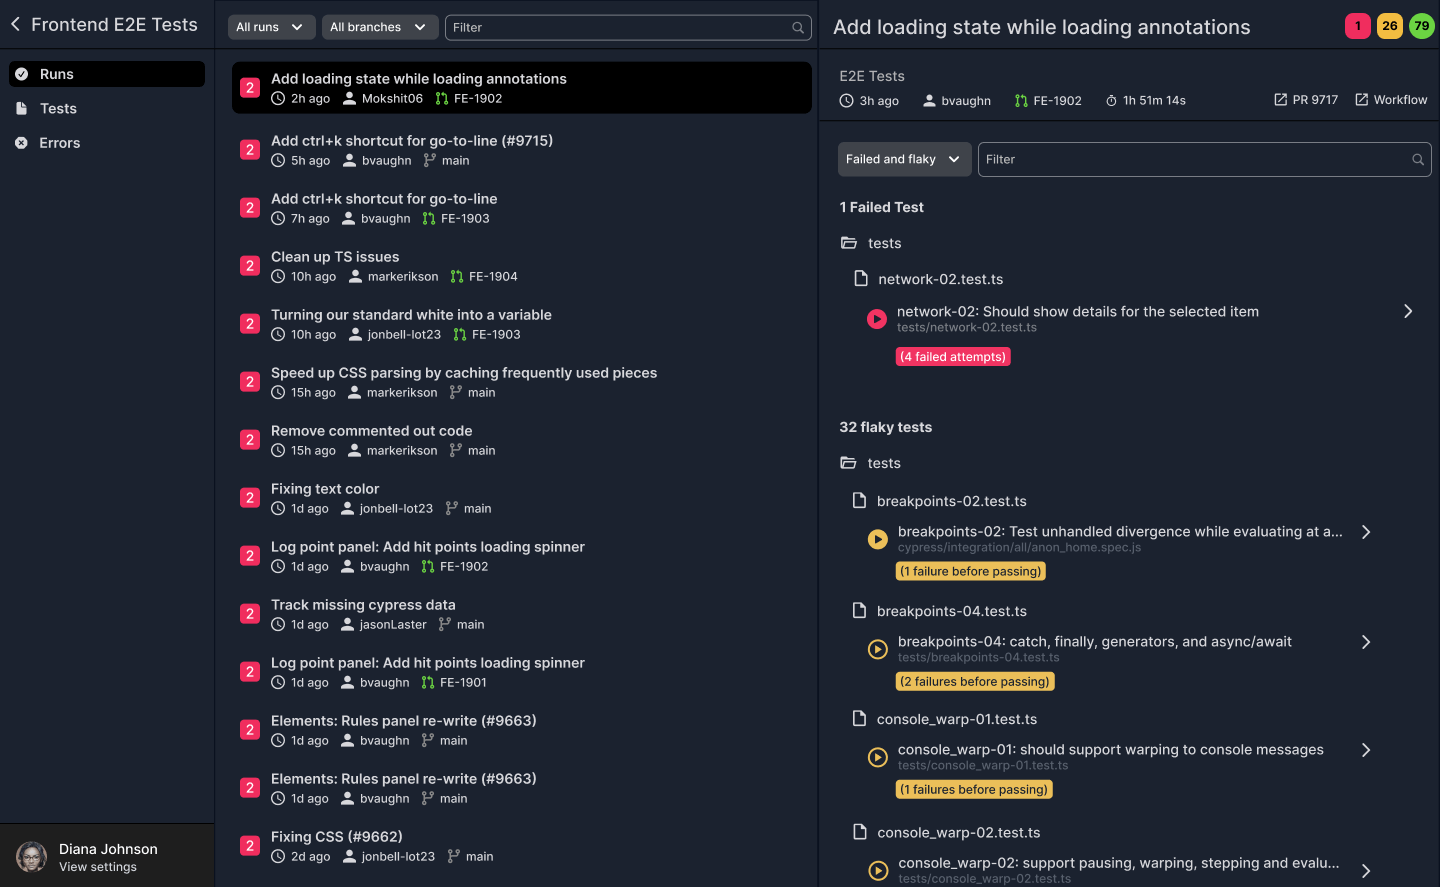 Frontend E2E Tests
Runs
Tests
Errors
Diana Johnson
View settings
All runs
All branches
Filter
2
Add loading state while loading annotations
2h ago Mokshit06 FE-1902
2
Add ctrl+k shortcut for go-to-line (#9715)
5h ago bvaughn main
2
Add ctrl+k shortcut for go-to-line
7h ago bvaughn FE-1903
2
Clean up TS issues
10h ago markerikson FE-1904
2
Turning our standard white into a variable
10h ago jonbell-lot23 FE-1903
2
Speed up CSS parsing by caching frequently used pieces
15h ago markerikson main
2
Remove commented out code
15h ago markerikson main
2
Fixing text color
1d ago jonbell-lot23 main
2
Log point panel: Add hit points loading spinner
1d ago bvaughn FE-1902
2
Track missing cypress data
1d ago jasonLaster main
2
Log point panel: Add hit points loading spinner
1d ago bvaughn FE-1901
2
Elements: Rules panel re-write (#9663)
1d ago bvaughn main
2
Elements: Rules panel re-write (#9663)
1d ago bvaughn main
2
Fixing CSS (#9662)
2d ago jonbell-lot23 main
Add loading state while loading annotations
1 26 79
E2E Tests
3h ago bvaughn FE-1902 1h 51m 14s PR 9717 Workflow
Failed and flaky
Filter
1 Failed Test
tests
network-02.test.ts
network-02: Should show details for the selected item
tests/network-02.test.ts
(4 failed attempts)
32 flaky tests
tests
breakpoints-02.test.ts
breakpoints-02: Test unhandled divergence while evaluating at a...
cypress/integration/all/anon_home.spec.js
(1 failure before passing)
breakpoints-04.test.ts
breakpoints-04: catch, finally, generators, and async/await
tests/breakpoints-04.test.ts
(2 failures before passing)
console_warp-01.test.ts
console_warp-01: should support warping to console messages
tests/console_warp-01.test.ts
(1 failures before passing)
console_warp-02.test.ts
console_warp-02: support pausing, warping, stepping and evalu...
tests/console_warp-02.test.ts